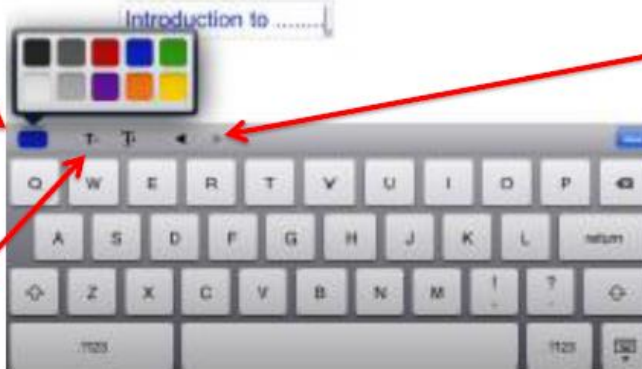 Introduction to ........
T- T+
Q W E R T Y U I O P
A S D F G H J K L return
Z X C V B N M ! , ? .
.?123 .?123